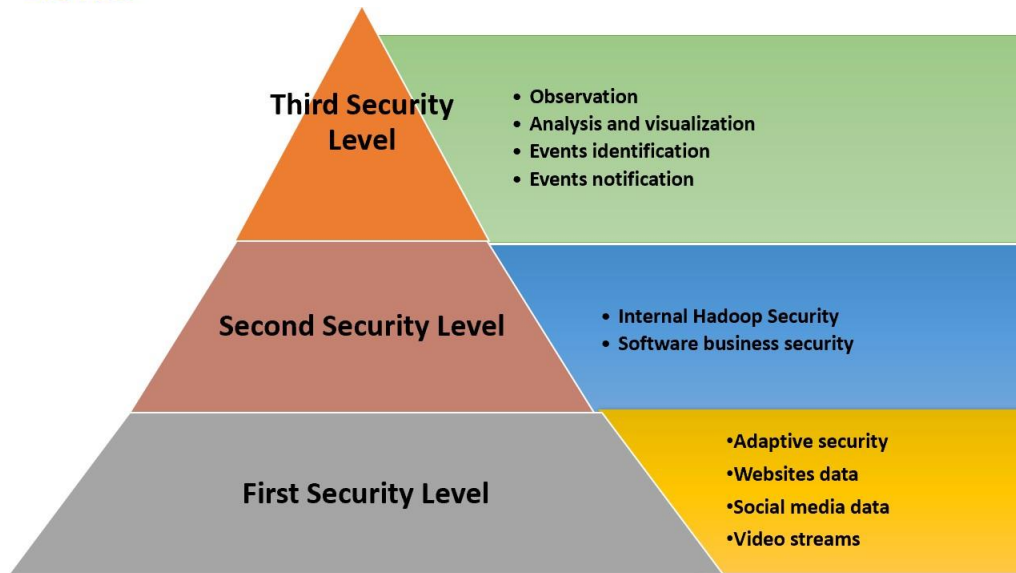 Third Security
Level
• Observation
• Analysis and visualization
• Events identification
• Events notification
Second Security Level
• Internal Hadoop Security
• Software business security
First Security Level
•Adaptive security
•Websites data
•Social media data
•Video streams